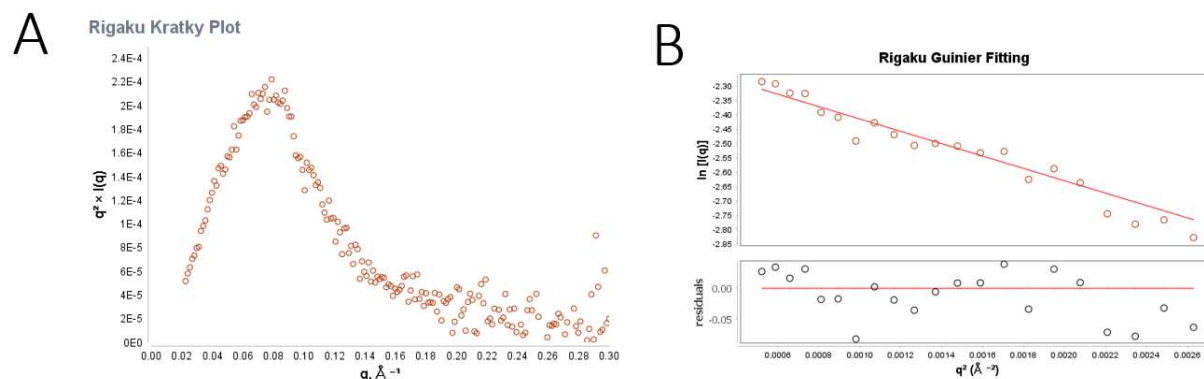 A
Rigaku Kratky Plot
q² × I(q)
2.4E-4
2.2E-4
2E-4
1.8E-4
1.6E-4
1.4E-4
1.2E-4
1E-4
8E-5
6E-5
4E-5
2E-5
0E0
0.00 0.02 0.04 0.06 0.08 0.10 0.12 0.14 0.16 0.18 0.20 0.22 0.24 0.26 0.28 0.30
q, Å ⁻¹
B
Rigaku Guinier Fitting
ln [I(q)]
-2.30
-2.35
-2.40
-2.45
-2.50
-2.55
-2.60
-2.65
-2.70
-2.75
-2.80
-2.85
residuals
0.00
-0.05
0.0006 0.0008 0.0010 0.0012 0.0014 0.0016 0.0018 0.0020 0.0022 0.0024 0.0026
q² (Å ⁻²)